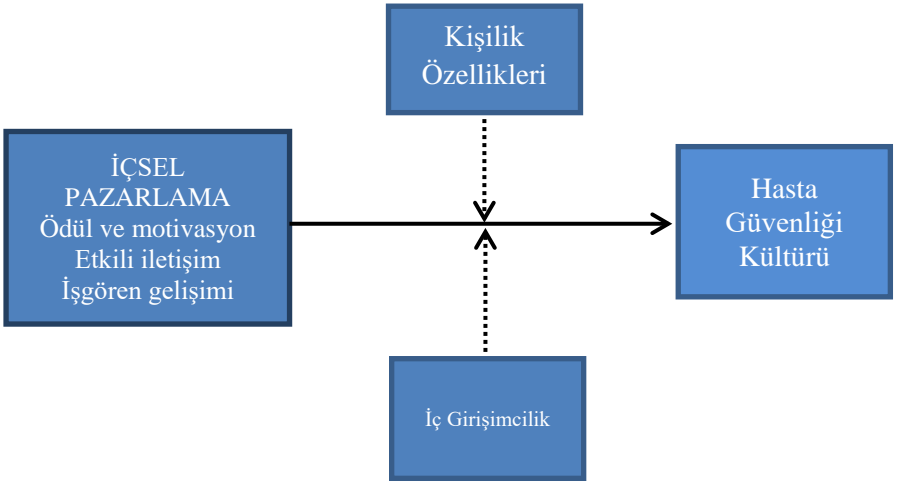 Kişilik
Özellikleri
İÇSEL
PAZARLAMA
Ödül ve motivasyon
Etkili iletişim
İşgören gelişimi
Hasta
Güvenliği
Kültürü
İç Girişimcilik